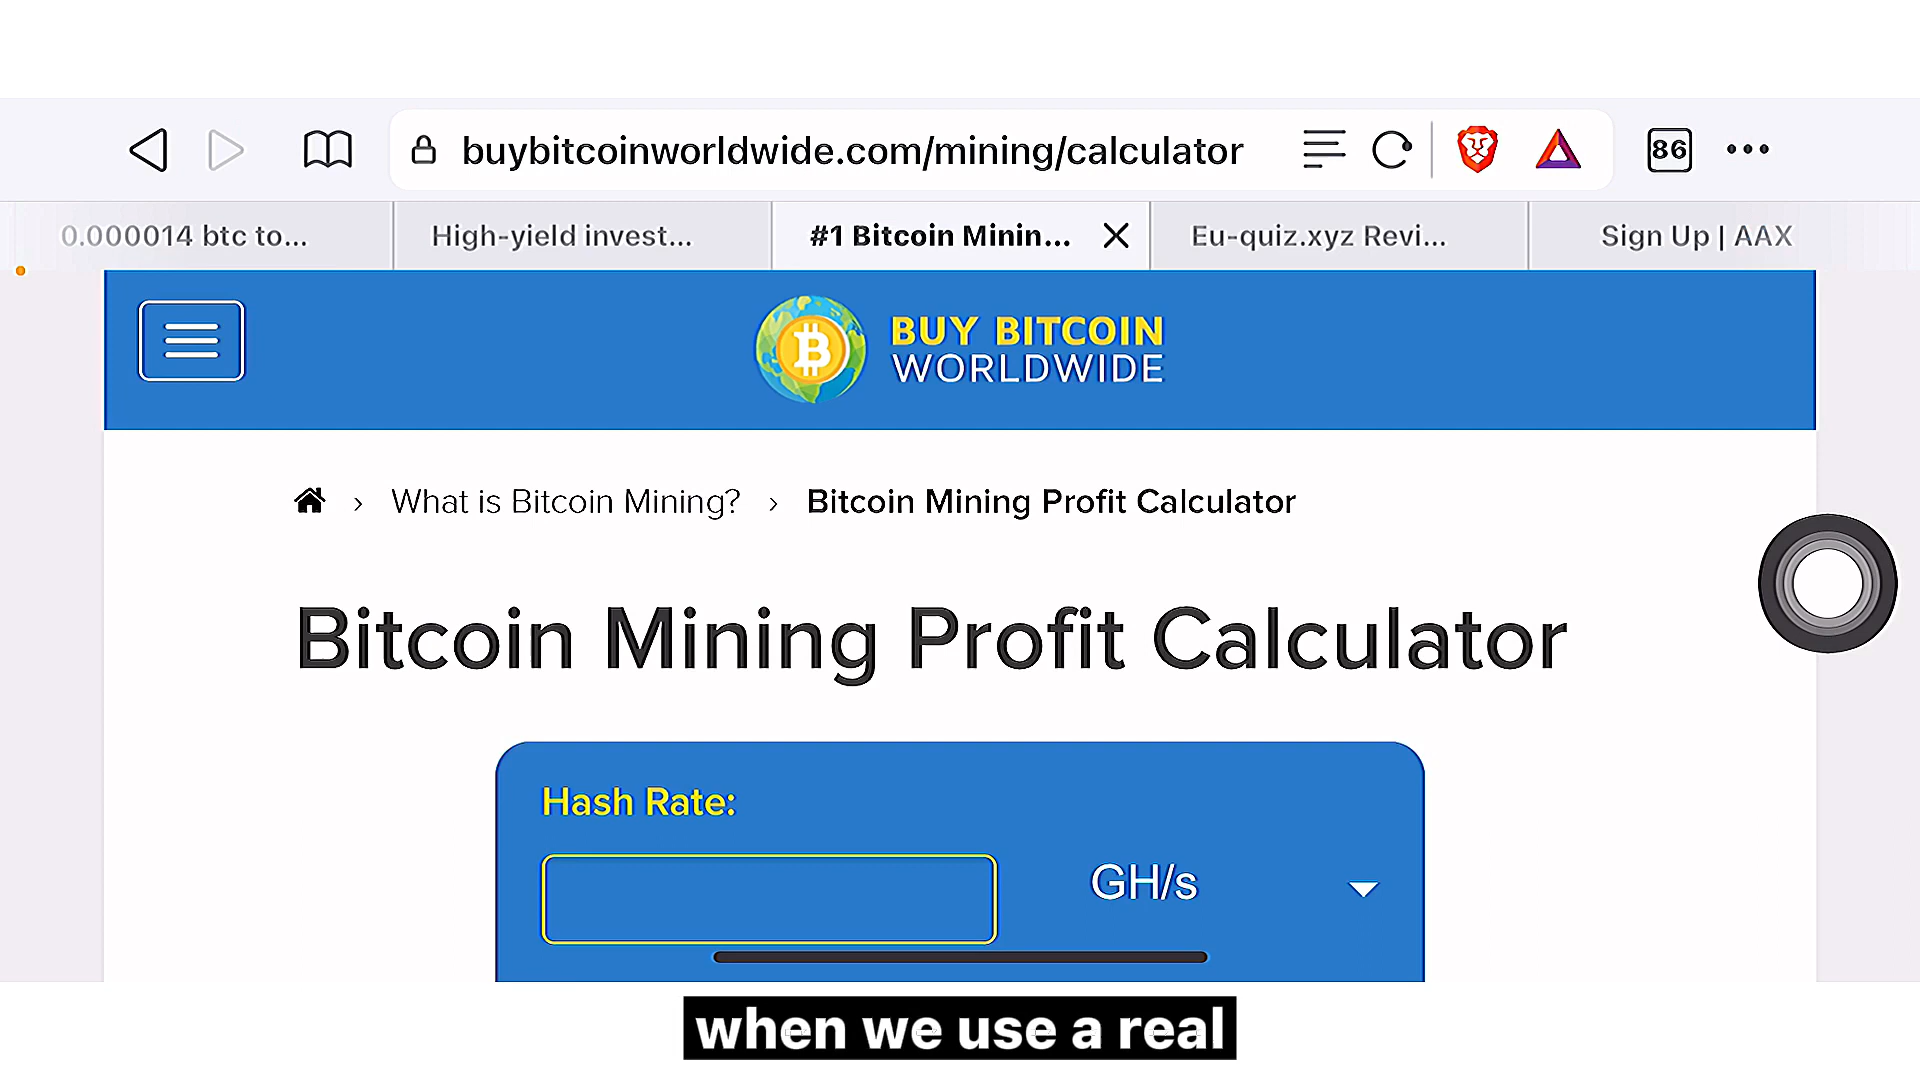 buybitcoinworldwide.com/mining/calculator
86
0.000014 btc to...
High-yield invest...
#1 Bitcoin Minin...
Eu-quiz.xyz Revi...
Sign Up | AAX
BUY BITCOIN
WORLDWIDE
What is Bitcoin Mining? › Bitcoin Mining Profit Calculator
Bitcoin Mining Profit Calculator
Hash Rate:
GH/s
when we use a real